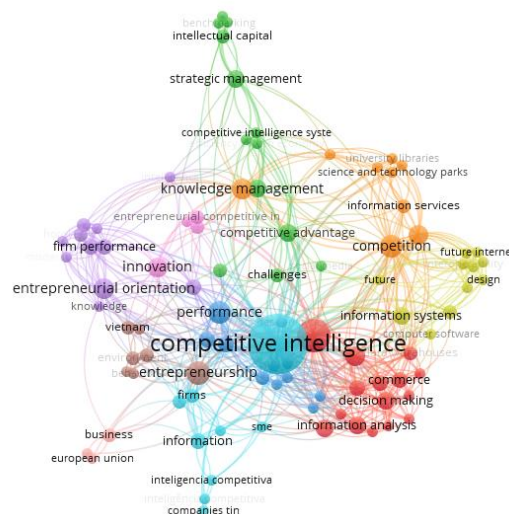 benchmarking
intellectual capital
strategic management
competitive intelligence syste
university libraries
science and technology parks
knowledge management
information services
entrepreneurial competitive in
competitive advantage
firm performance
competition
future internet
innovation
challenges
future
design
entrepreneurial orientation
knowledge
performance
information systems
vietnam
computer software
competitive intelligence
entrepreneurship
commerce
firms
decision making
sme
information analysis
business
information
european union
inteligencia competitiva
inteligência competitiva
companies tin